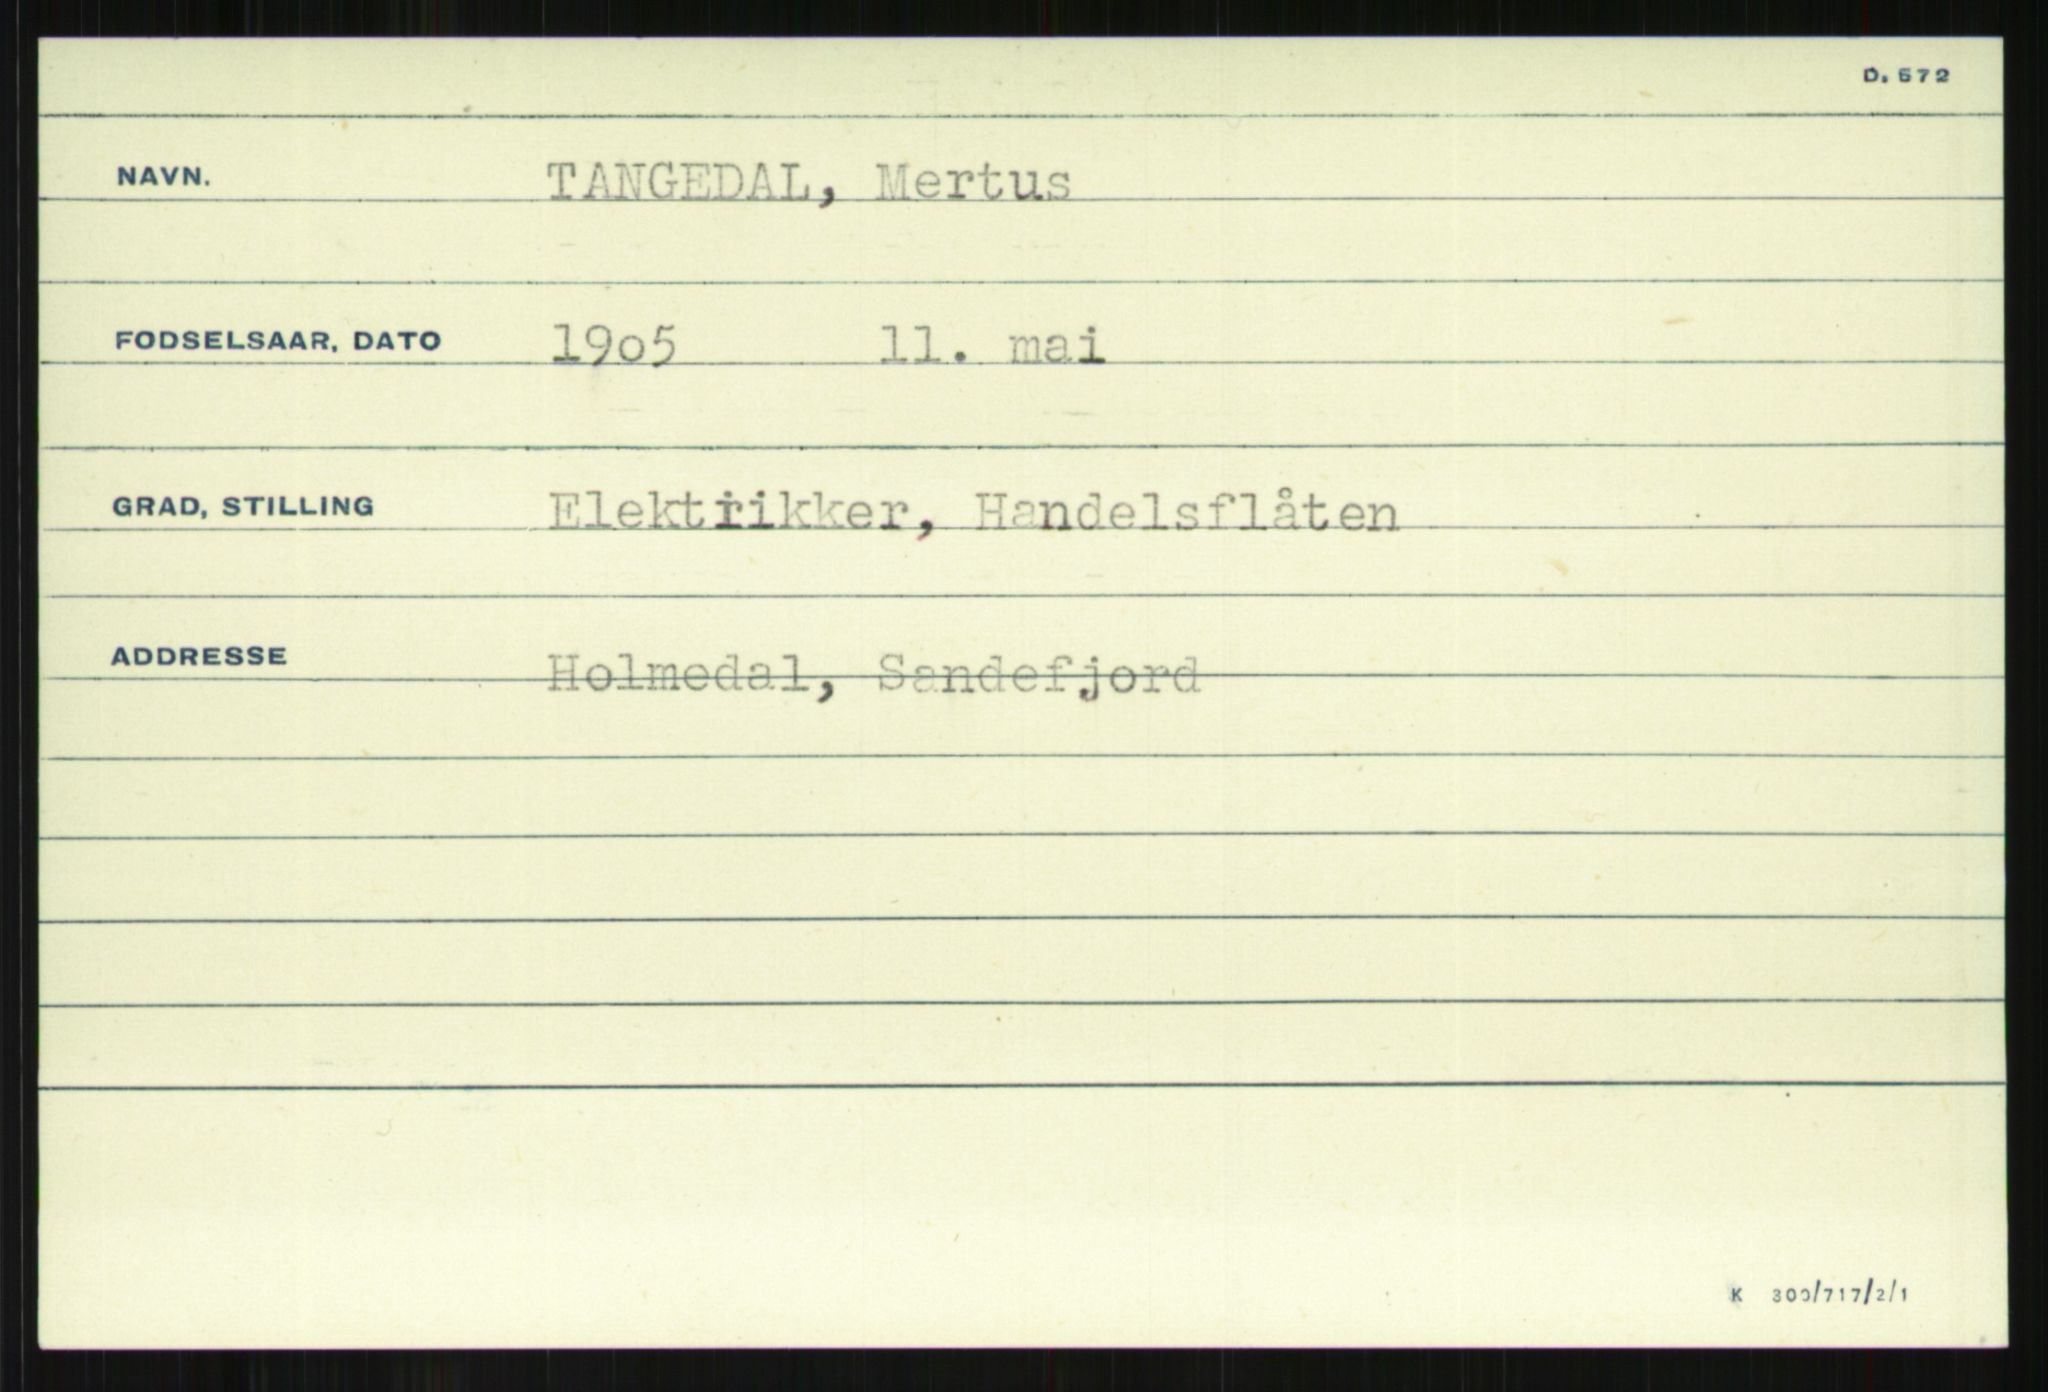 D. 572
NAVN. TANGEDAL, Mertus
FODSELSAAR, DATO 19o5 11. mai
GRAD, STILLING Elektrikker, Handelsflåten
ADDRESSE Holmedal, Sandefjord
K 300/717/2/1